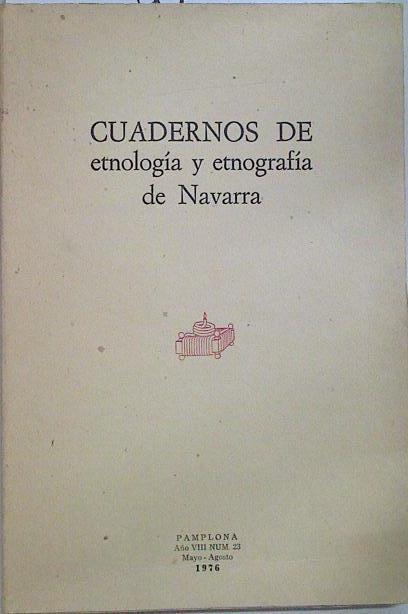 CUADERNOS DE
etnología y etnografía
de Navarra
PAMPLONA
Año VIII NUM. 23
Mayo - Agosto
1976